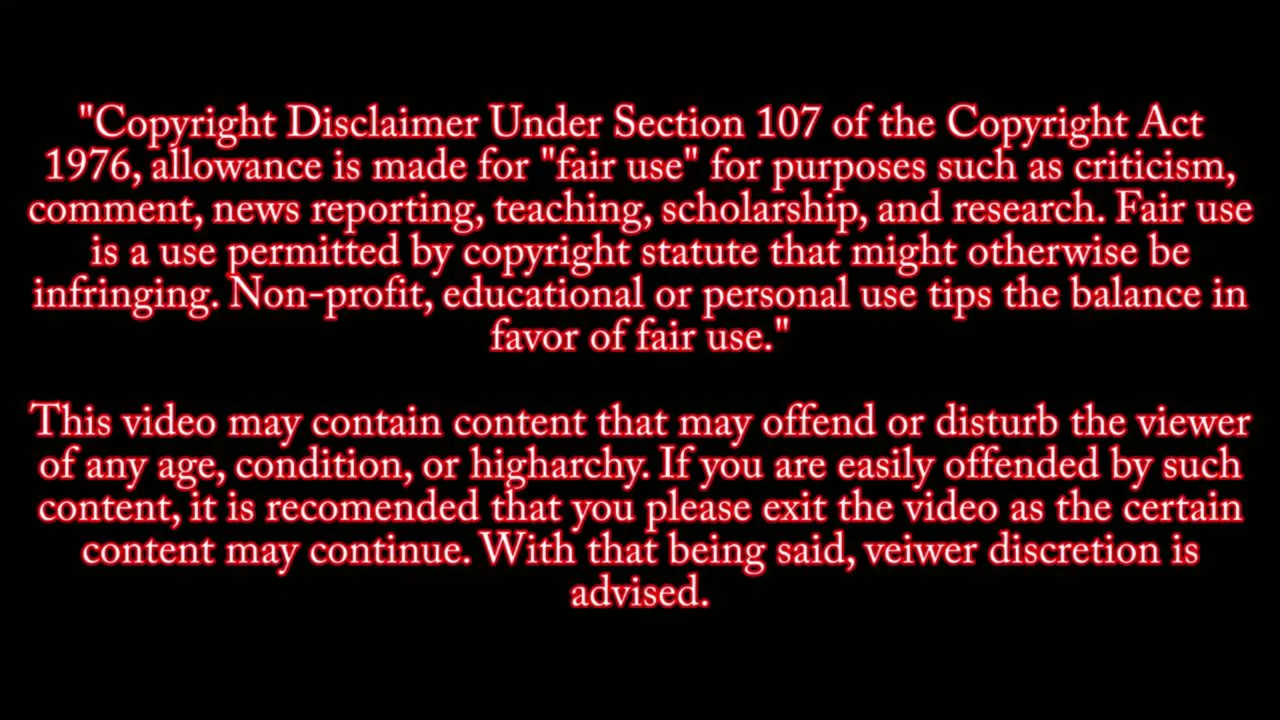 "Copyright Disclaimer Under Section 107 of the Copyright Act
1976, allowance is made for "fair use" for purposes such as criticism,
comment, news reporting, teaching, scholarship, and research. Fair use
is a use permitted by copyright statute that might otherwise be
infringing. Non-profit, educational or personal use tips the balance in
favor of fair use."
This video may contain content that may offend or disturb the viewer
of any age, condition, or higharchy. If you are easily offended by such
content, it is recomended that you please exit the video as the certain
content may continue. With that being said, veiwer discretion is
advised.